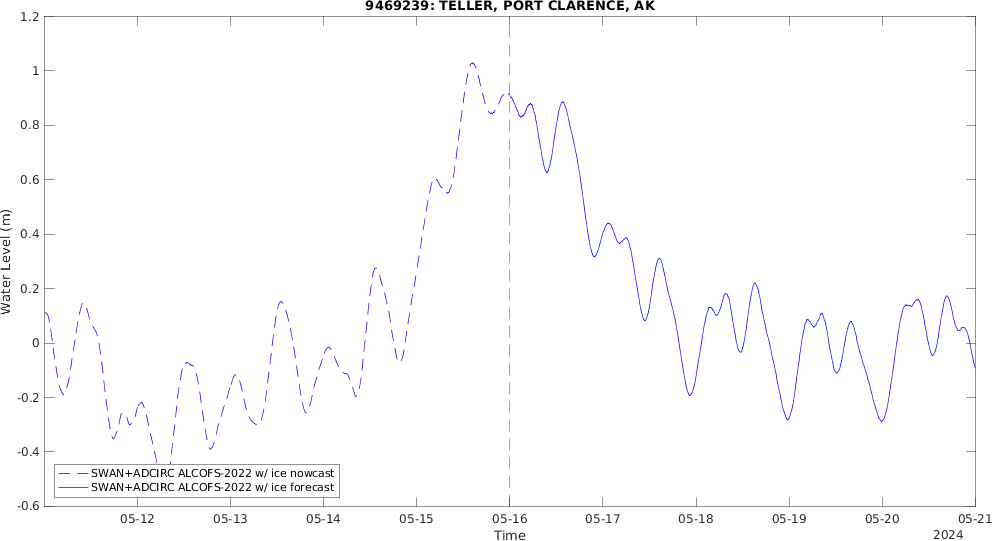 9469239: TELLER, PORT CLARENCE, AK
1.2
1
0.8
0.6
0.4
0.2
0
-0.2
-0.4
-0.6
Water Level (m)
SWAN+ADCIRC ALCOFS-2022 w/ ice nowcast
SWAN+ADCIRC ALCOFS-2022 w/ ice forecast
05-12 05-13 05-14 05-15 05-16 05-17 05-18 05-19 05-20 05-21
Time
2024